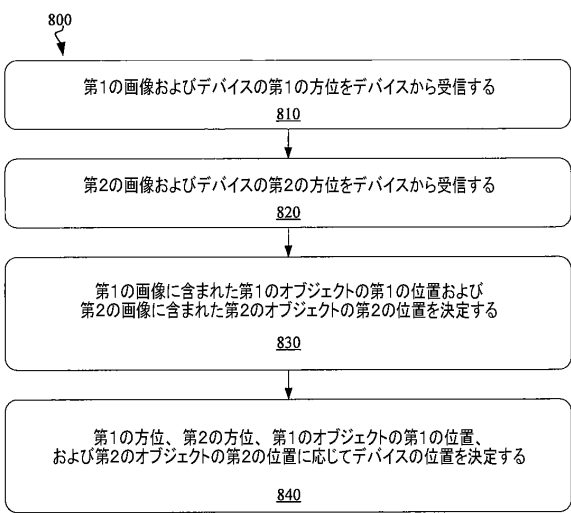 800
第1の画像およびデバイスの第1の方位をデバイスから受信する
810
第2の画像およびデバイスの第2の方位をデバイスから受信する
820
第1の画像に含まれた第1のオブジェクトの第1の位置および
第2の画像に含まれた第2のオブジェクトの第2の位置を決定する
830
第1の方位、第2の方位、第1のオブジェクトの第1の位置、
および第2のオブジェクトの第2の位置に応じてデバイスの位置を決定する
840